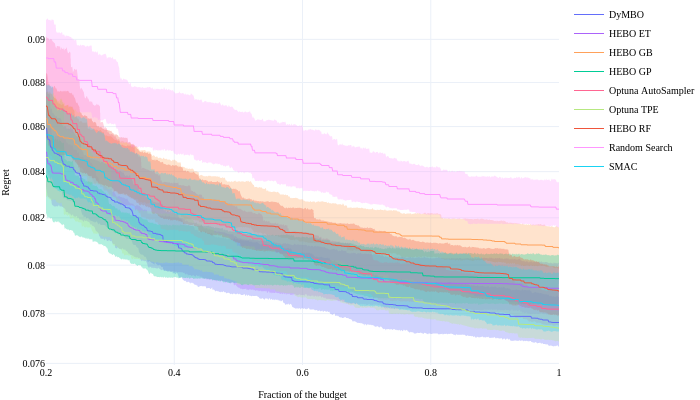 0.09
0.088
0.086
0.084
0.082
0.08
0.078
0.076
Regret
0.2
0.4
0.6
0.8
1
Fraction of the budget
DyMBO
HEBO ET
HEBO GB
HEBO GP
Optuna AutoSampler
Optuna TPE
HEBO RF
Random Search
SMAC